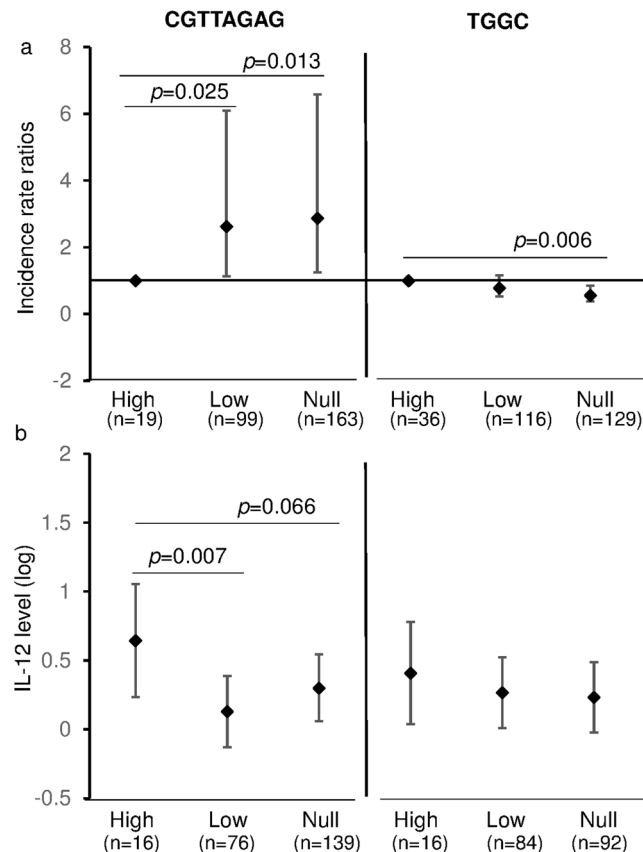 CGTTAGAG TGGC
a
Incidence rate ratios
8
6
4
2
0
-2
p=0.013
p=0.025
p=0.006
High Low Null High Low Null
(n=19) (n=99) (n=163) (n=36) (n=116) (n=129)
b
IL-12 level (log)
2
1.5
1
0.5
0
-0.5
p=0.066
p=0.007
High Low Null High Low Null
(n=16) (n=76) (n=139) (n=16) (n=84) (n=92)